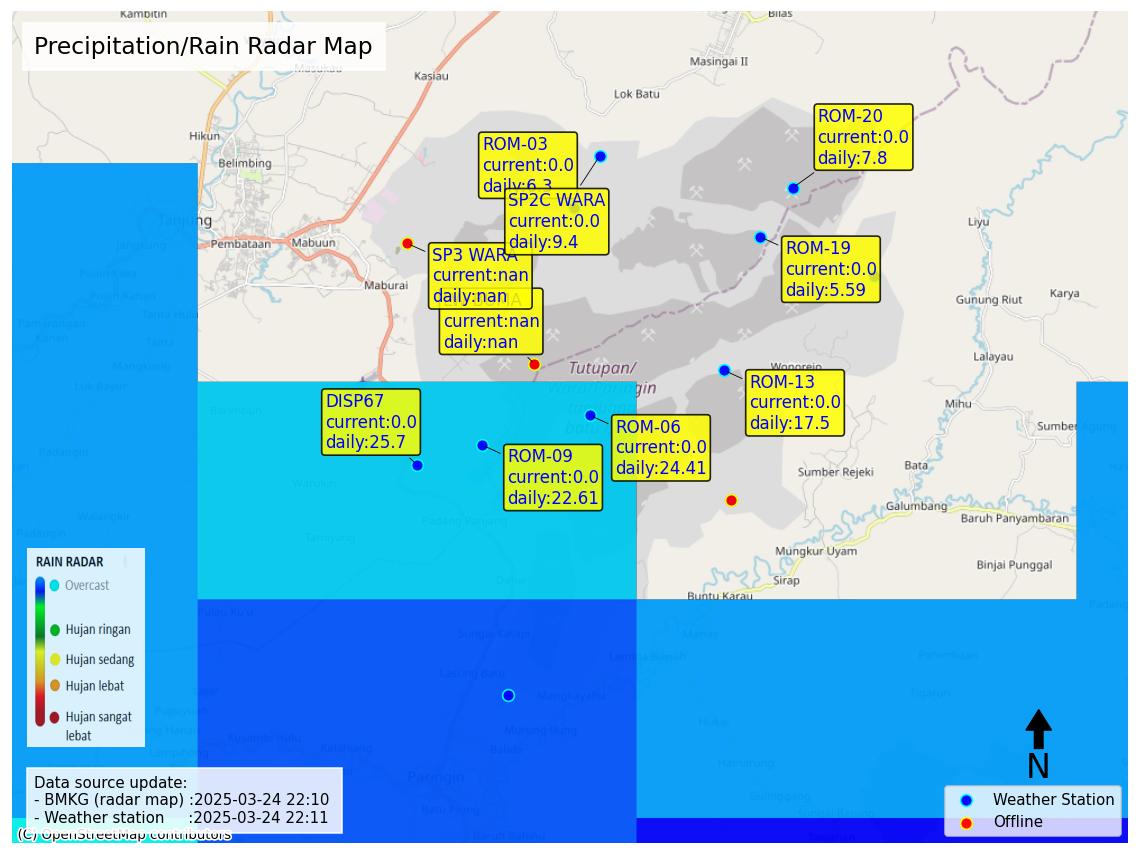 Precipitation/Rain Radar Map
Kambitin
Bilas
Masingai II
Kasiau
Lok Batu
Hikun
Belimbing
ROM-20
current:0.0
daily:7.8
ROM-03
current:0.0
daily:6.3
SP2C WARA
current:0.0
daily:9.4
Tanjung
Pembataan
Mabuun
Jangkung
Liyu
ROM-19
current:0.0
daily:5.59
SP3 WARA
current:nan
daily:nan
Maburai
current:nan
daily:nan
Gunung Riut
Karya
Lalayau
Tutupan/
Wonorejo
ROM-13
current:0.0
daily:17.5
DISP67
current:0.0
daily:25.7
ROM-06
current:0.0
daily:24.41
ROM-09
current:0.0
daily:22.61
Mihu
Bata
Sumber Rejeki
Galumbang
Baruh Panyambaran
Mungkur Uyam
Binjai Punggal
Sirap
Buntu Karau
Padang Panjang
Mangkayahu
Murung Ilung
Paringin
RAIN RADAR
Overcast
Hujan ringan
Hujan sedang
Hujan lebat
Hujan sangat
lebat
N
Data source update:
- BMKG (radar map) :2025-03-24 22:10
- Weather station :2025-03-24 22:11
(C) OpenStreetMap contributors
Weather Station
Offline